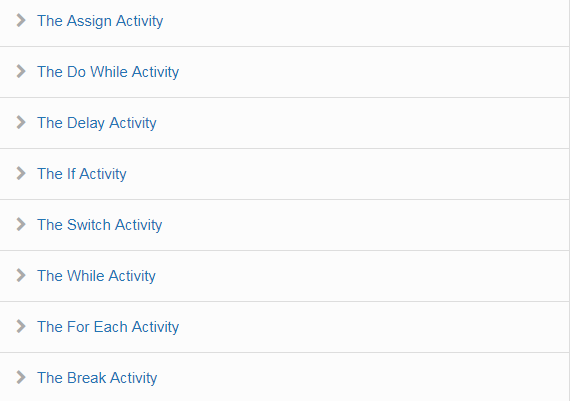 The Assign Activity
The Do While Activity
The Delay Activity
The If Activity
The Switch Activity
The While Activity
The For Each Activity
The Break Activity